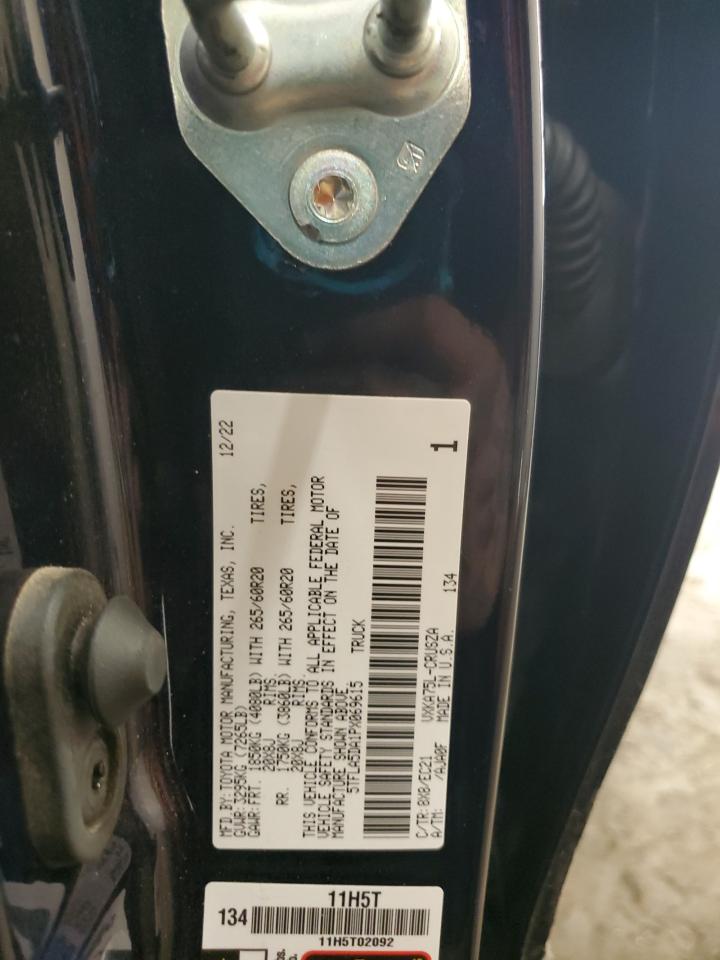 MFD.BY:TOYOTA MOTOR MANUFACTURING, TEXAS, INC. 12/22
GVWR:3295KG (7265LB)
GAWR:FRT. 1850KG (4080LB) WITH 265/60R20 TIRES,
20X8J RIMS.
RR. 1750KG (3860LB) WITH 265/60R20 TIRES,
20X8J RIMS.
THIS VEHICLE CONFORMS TO ALL APPLICABLE FEDERAL MOTOR
VEHICLE SAFETY STANDARDS IN EFFECT ON THE DATE OF
MANUFACTURE SHOWN ABOVE.
5TFLA5DA1PX069615 TRUCK
C/TR:8X8/EC21 VXKA75L-CRUSZA 134
A/TM: /AJA0F MADE IN U.S.A. 1
11H5T
134
11H5T02092